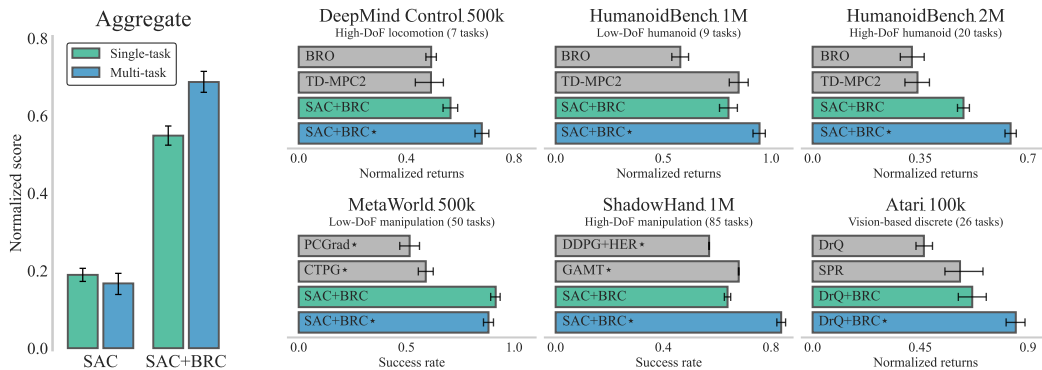 Aggregate
Normalized score
0.8
0.6
0.4
0.2
0.0
Single-task
Multi-task
SAC
SAC+BRC
DeepMind Control 500k
High-DoF locomotion (7 tasks)
BRO
TD-MPC2
SAC+BRC
SAC+BRC⋆
0.0 0.4 0.8
Normalized returns
HumanoidBench 1M
Low-DoF humanoid (9 tasks)
BRO
TD-MPC2
SAC+BRC
SAC+BRC⋆
0.0 0.5 1.0
Normalized returns
HumanoidBench 2M
High-DoF humanoid (20 tasks)
BRO
TD-MPC2
SAC+BRC
SAC+BRC⋆
0.0 0.35 0.7
Normalized returns
MetaWorld 500k
Low-DoF manipulation (50 tasks)
PCGrad⋆
CTPG⋆
SAC+BRC
SAC+BRC⋆
0.0 0.5 1.0
Success rate
ShadowHand 1M
High-DoF manipulation (85 tasks)
DDPG+HER⋆
GAMT⋆
SAC+BRC
SAC+BRC⋆
0.0 0.4 0.8
Success rate
Atari 100k
Vision-based discrete (26 tasks)
DrQ
SPR
DrQ+BRC
DrQ+BRC⋆
0.0 0.45 0.9
Normalized returns